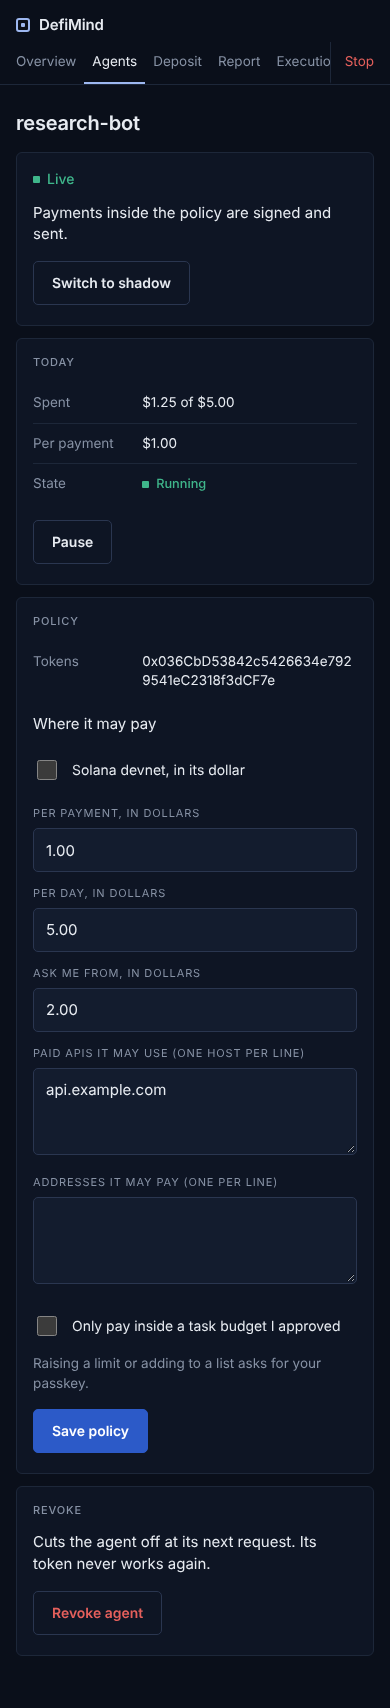 DefiMind
Overview Agents Deposit Report Executio Stop
research-bot
Live
Payments inside the policy are signed and
sent.
Switch to shadow
TODAY
Spent $1.25 of $5.00
Per payment $1.00
State Running
Pause
POLICY
Tokens 0x036CbD53842c5426634e792
9541eC2318f3dCF7e
Where it may pay
Solana devnet, in its dollar
PER PAYMENT, IN DOLLARS
1.00
PER DAY, IN DOLLARS
5.00
ASK ME FROM, IN DOLLARS
2.00
PAID APIS IT MAY USE (ONE HOST PER LINE)
api.example.com
ADDRESSES IT MAY PAY (ONE PER LINE)
Only pay inside a task budget I approved
Raising a limit or adding to a list asks for your
passkey.
Save policy
REVOKE
Cuts the agent off at its next request. Its
token never works again.
Revoke agent